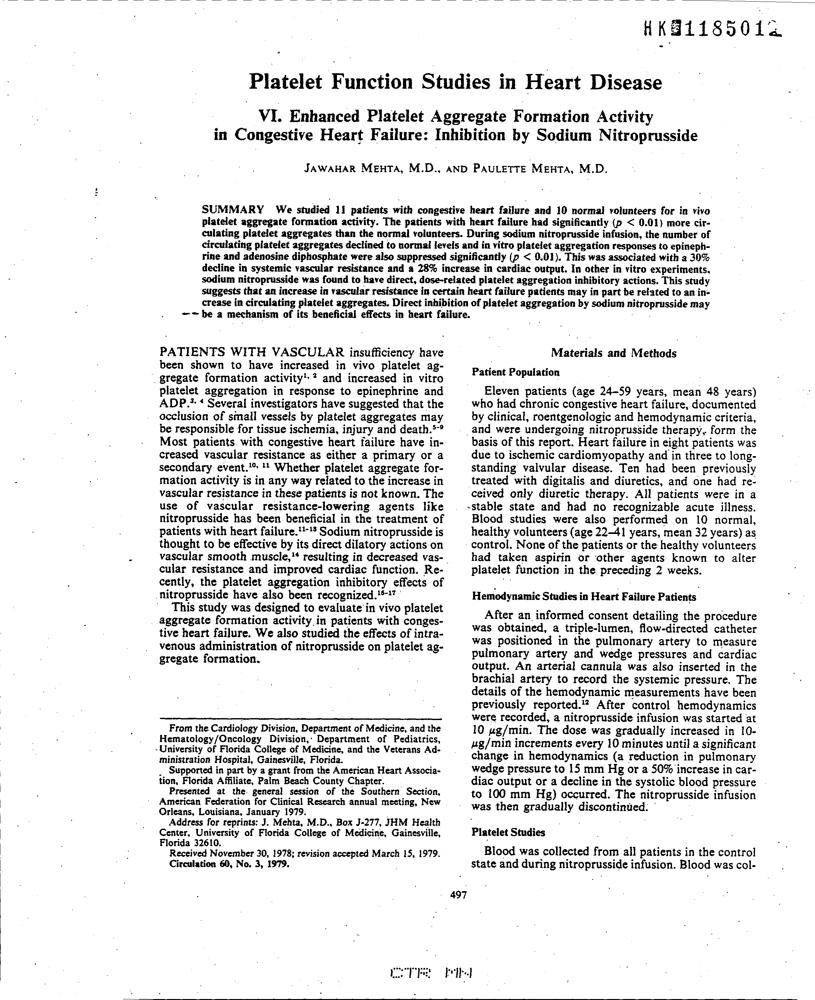 HK1185012
Platelet Function Studies in Heart Disease
VI. Enhanced Platelet Aggregate Formation Activity
in Congestive Heart Failure: Inhibition by Sodium Nitroprusside
JAWAHAR MEHTA, M.D., AND PAULETTE MEHTA, M.D.
SUMMARY We studied 11 patients with congestive heart failure and 10 normal volunteers for in vivo
platelet aggregate formation activity. The patients with heart failure had significantly (p < 0.01) more cir-
culating platelet aggregates than the normal volunteers. During sodium nitroprusside infusion, the number of
circulating platelet aggregates declined to normal levels and in vitro platelet aggregation responses to epineph-
rine and adenosine diphosphate were also suppressed significantly (p < 0.01). This was associated with a 30%
decline in systemic vascular resistance and a 28% increase in cardiac output. In other in vitro experiments,
sodium nitroprusside was found to have direct, dose-related platelet aggregation inhibitory actions. This study
suggests that an increase in vascular resistance in certain heart failure patients may in part be related to an in-
crease in circulating platelet aggregates. Direct inhibition of platelet aggregation by sodium nitroprusside may
be a mechanism of its beneficial effects in heart failure.
PATIENTS WITH VASCULAR insufficiency have
been shown to have increased in vivo platelet ag-
gregate formation activity1, 2 and increased in vitro
platelet aggregation in response to epinephrine and
ADP.3, 4 Several investigators have suggested that the
occlusion of small vessels by platelet aggregates may
be responsible for tissue ischemia, injury and death.5-9
Most patients with congestive heart failure have in-
creased vascular resistance as either a primary or a
secondary event.10, 11 Whether platelet aggregate for-
mation activity is in any way related to the increase in
vascular resistance in these patients is not known. The
use of vascular resistance-lowering agents like
nitroprusside has been beneficial in the treatment of
patients with heart failure.11-13 Sodium nitroprusside is
thought to be effective by its direct dilatory actions on
vascular smooth muscle,14 resulting in decreased vas-
cular resistance and improved cardiac function. Re-
cently, the platelet aggregation inhibitory effects of
nitroprusside have also been recognized.15-17
This study was designed to evaluate in vivo platelet
aggregate formation activity in patients with conges-
tive heart failure. We also studied the effects of intra-
venous administration of nitroprusside on platelet ag-
gregate formation.
From the Cardiology Division, Department of Medicine, and the
Hematology/Oncology Division, Department of Pediatrics,
University of Florida College of Medicine, and the Veterans Ad-
ministration Hospital, Gainesville, Florida.
Supported in part by a grant from the American Heart Associa-
tion, Florida Affiliate, Palm Beach County Chapter.
Presented at the general session of the Southern Section,
American Federation for Clinical Research annual meeting, New
Orleans, Louisiana, January 1979.
Address for reprints: J. Mehta, M.D., Box J-277, JHM Health
Center, University of Florida College of Medicine, Gainesville,
Florida 32610.
Received November 30, 1978; revision accepted March 15, 1979.
Circulation 60, No. 3, 1979.
Materials and Methods
Patient Population
Eleven patients (age 24–59 years, mean 48 years)
who had chronic congestive heart failure, documented
by clinical, roentgenologic and hemodynamic criteria,
and were undergoing nitroprusside therapy, form the
basis of this report. Heart failure in eight patients was
due to ischemic cardiomyopathy and in three to long-
standing valvular disease. Ten had been previously
treated with digitalis and diuretics, and one had re-
ceived only diuretic therapy. All patients were in a
stable state and had no recognizable acute illness.
Blood studies were also performed on 10 normal,
healthy volunteers (age 22–41 years, mean 32 years) as
control. None of the patients or the healthy volunteers
had taken aspirin or other agents known to alter
platelet function in the preceding 2 weeks.
Hemodynamic Studies in Heart Failure Patients
After an informed consent detailing the procedure
was obtained, a triple-lumen, flow-directed catheter
was positioned in the pulmonary artery to measure
pulmonary artery and wedge pressures and cardiac
output. An arterial cannula was also inserted in the
brachial artery to record the systemic pressure. The
details of the hemodynamic measurements have been
previously reported.12 After control hemodynamics
were recorded, a nitroprusside infusion was started at
10 μg/min. The dose was gradually increased in 10-
μg/min increments every 10 minutes until a significant
change in hemodynamics (a reduction in pulmonary
wedge pressure to 15 mm Hg or a 50% increase in car-
diac output or a decline in the systolic blood pressure
to 100 mm Hg) occurred. The nitroprusside infusion
was then gradually discontinued.
Platelet Studies
Blood was collected from all patients in the control
state and during nitroprusside infusion. Blood was col-
497
CTR MN